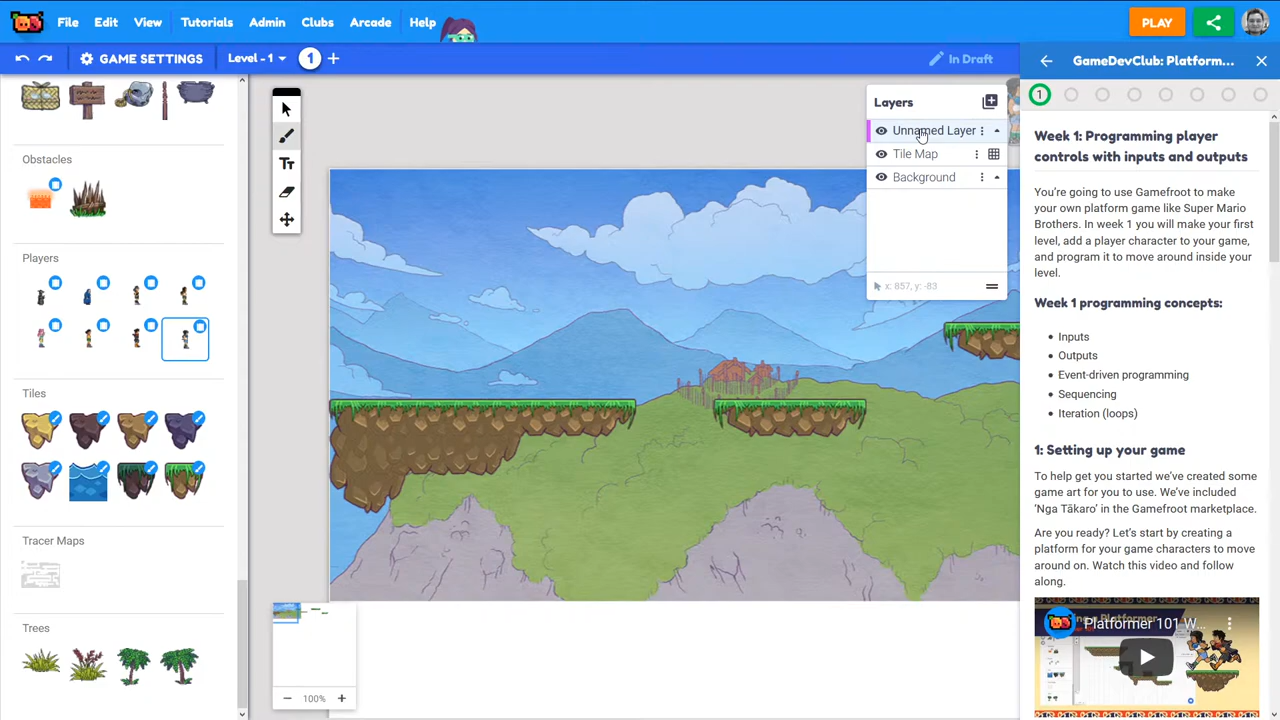 File
Edit
View
Tutorials
Admin
Clubs
Arcade
Help
PLAY
GAME SETTINGS
Level - 1
1
In Draft
GameDevClub: Platform...
Obstacles
Players
Tiles
Tracer Maps
Trees
Tт
Layers
Unnamed Layer
Tile Map
Background
x: 857, y: -83
100%
1
Week 1: Programming player
controls with inputs and outputs
You're going to use Gamefroot to make
your own platform game like Super Mario
Brothers. In week 1 you will make your first
level, add a player character to your game,
and program it to move around inside your
level.
Week 1 programming concepts:
Inputs
Outputs
Event-driven programming
Sequencing
Iteration (loops)
1: Setting up your game
To help get you started we've created some
game art for you to use. We've included
'Nga Tākaro' in the Gamefroot marketplace.
Are you ready? Let's start by creating a
platform for your game characters to move
around on. Watch this video and follow
along.
Platformer 101 W...